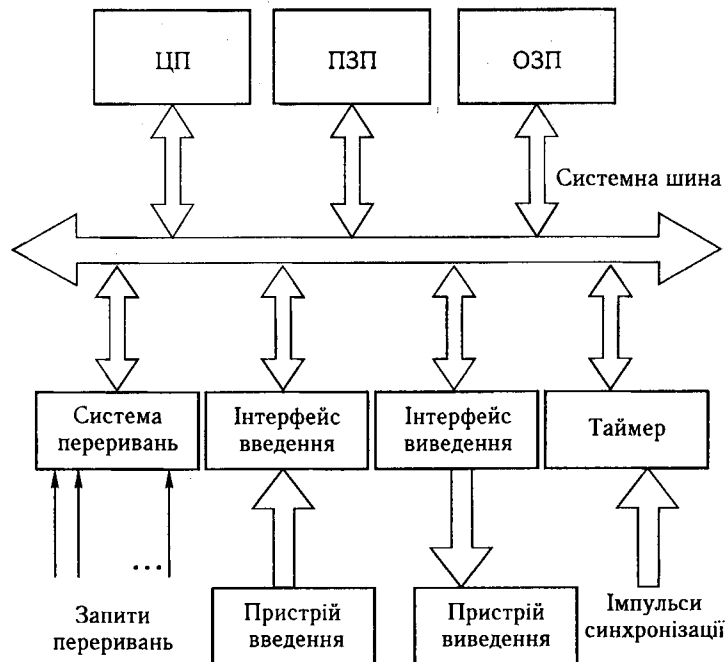 ЦП
ПЗП
ОЗП
Системна шина
Система
переривань
Інтерфейс
введення
Інтерфейс
виведення
Таймер
...
Запити
переривань
Пристрій
введення
Пристрій
виведення
Імпульси
синхронізації